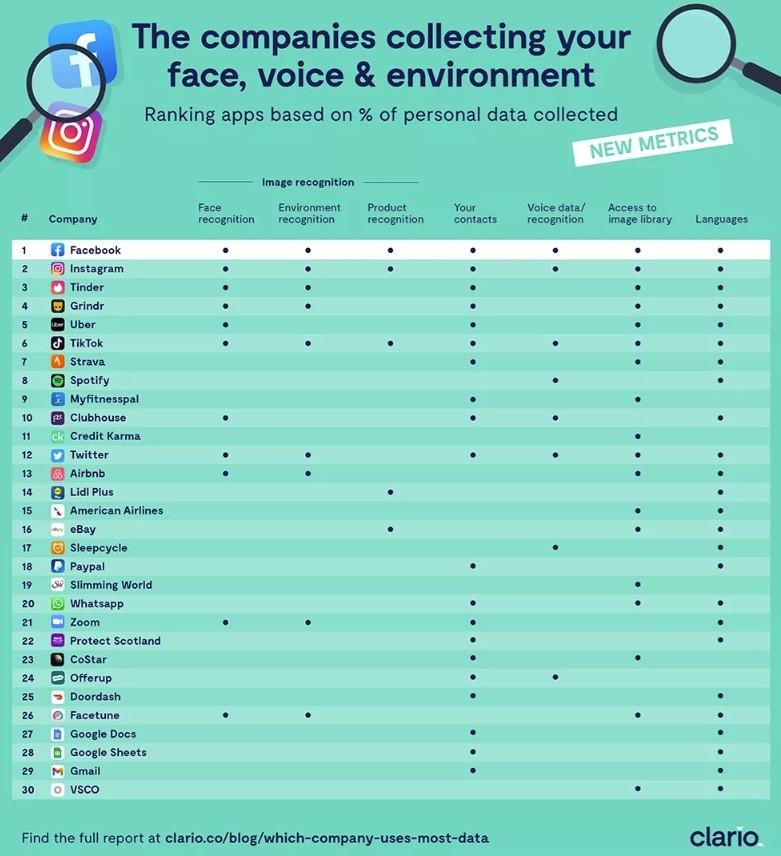 The companies collecting your
face, voice & environment
Ranking apps based on % of personal data collected
NEW METRICS
Image recognition
# Company Face recognition Environment recognition Product recognition Your contacts Voice data/ recognition Access to image library Languages
1 Facebook • • • • • • •
2 Instagram • • • • • • •
3 Tinder • • • • •
4 Grindr • • • • •
5 Uber • • • •
6 TikTok • • • • • • •
7 Strava • • •
8 Spotify • •
9 Myfitnesspal • •
10 Clubhouse • • • •
11 Credit Karma •
12 Twitter • • • • • •
13 Airbnb • • • •
14 Lidl Plus • •
15 American Airlines • •
16 eBay • • •
17 Sleepcycle • •
18 Paypal • •
19 Slimming World •
20 Whatsapp • • •
21 Zoom • • • •
22 Protect Scotland • •
23 CoStar • •
24 Offerup • •
25 Doordash • •
26 Facetune • • • •
27 Google Docs • •
28 Google Sheets • •
29 Gmail • •
30 VSCO • •
Find the full report at clario.co/blog/which-company-uses-most-data
clario.